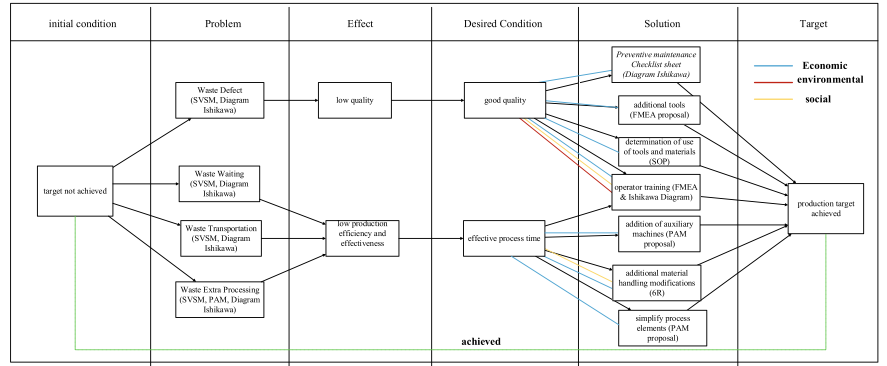 initial condition
Problem
Effect
Desired Condition
Solution
Target
target not achieved
Waste Defect
(SVSM, Diagram
Ishikawa)
Waste Waiting
(SVSM, Diagram
Ishikawa)
Waste Transportation
(SVSM, Diagram
Ishikawa)
Waste Extra Processing
(SVSM, PAM, Diagram
Ishikawa)
low quality
low production
efficiency and
effectiveness
good quality
effective process time
Preventive maintenance
Checklist sheet
(Diagram Ishikawa)
additional tools
(FMEA proposal)
determination of use
of tools and materials
(SOP)
operator training (FMEA
& Ishikawa Diagram)
addition of auxiliary
machines (PAM
proposal)
additional material
handling modifications
(6R)
simplify process
elements (PAM
proposal)
Economic
environmental
social
production target
achieved
achieved